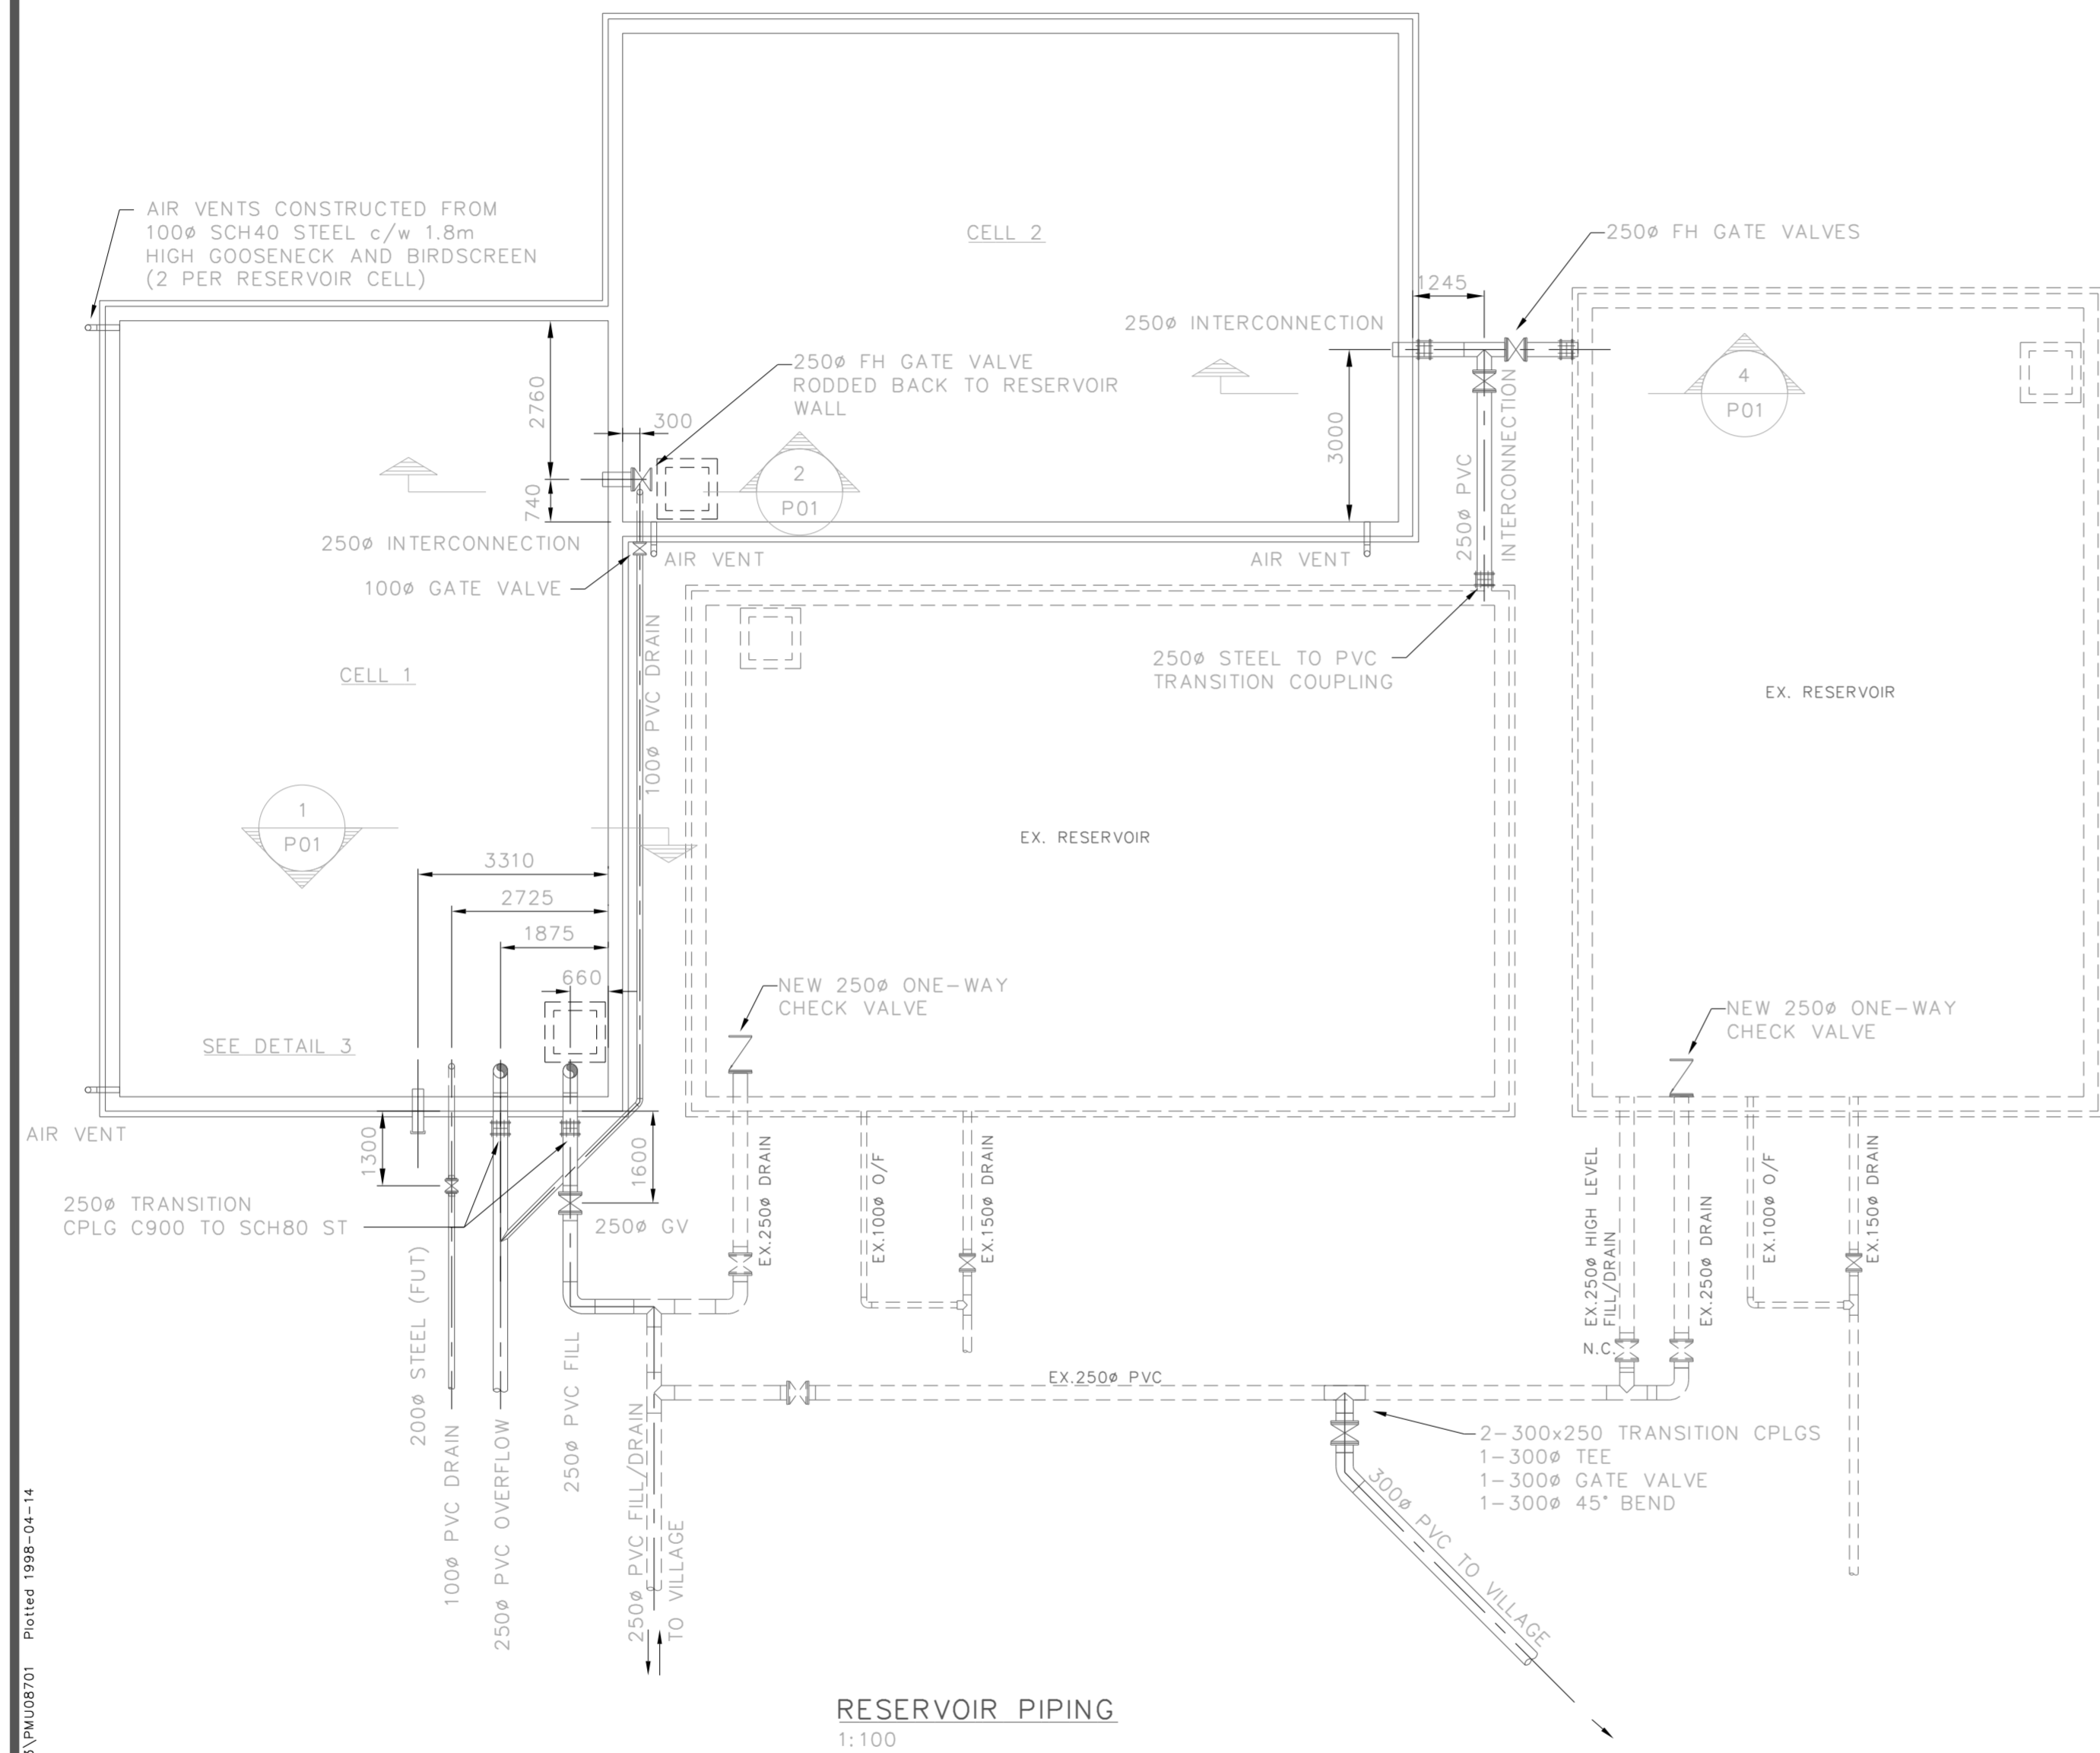 AIR VENTS CONSTRUCTED FROM
100ø SCH40 STEEL c/w 1.8m
HIGH GOOSENECK AND BIRDSCREEN
(2 PER RESERVOIR CELL)
CELL 2
250ø FH GATE VALVES
1245
250ø INTERCONNECTION
250ø FH GATE VALVE
RODDED BACK TO RESERVOIR
WALL
2760
300
3000
4
P01
2
P01
740
250ø PVC
INTERCONNECTION
250ø INTERCONNECTION
AIR VENT
AIR VENT
100ø GATE VALVE
100ø PVC DRAIN
250ø STEEL TO PVC
TRANSITION COUPLING
CELL 1
EX. RESERVOIR
EX. RESERVOIR
1
P01
3310
2725
1875
660
NEW 250ø ONE-WAY
CHECK VALVE
NEW 250ø ONE-WAY
CHECK VALVE
SEE DETAIL 3
AIR VENT
1300
1600
250ø TRANSITION
CPLG C900 TO SCH80 ST
250ø GV
EX.250ø DRAIN
EX.100ø O/F
EX.150ø DRAIN
EX.250ø HIGH LEVEL
FILL/DRAIN
EX.250ø DRAIN
EX.100ø O/F
EX.150ø DRAIN
N.C.
200ø STEEL (FUT)
100ø PVC DRAIN
250ø PVC OVERFLOW
250ø PVC FILL
250ø PVC FILL/DRAIN
TO VILLAGE
EX.250ø PVC
2-300x250 TRANSITION CPLGS
1-300ø TEE
1-300ø GATE VALVE
1-300ø 45° BEND
300ø PVC TO VILLAGE
\PMU08701 Plotted 1998-04-14
RESERVOIR PIPING
1:100